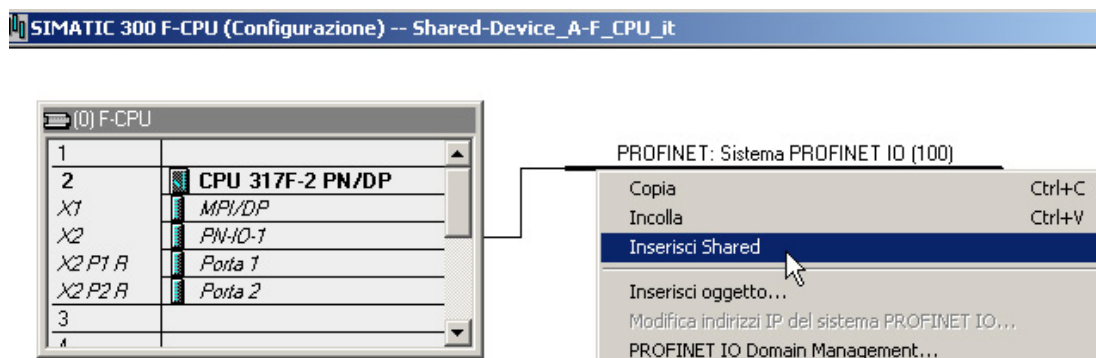 SIMATIC 300 F-CPU (Configurazione) -- Shared-Device_A-F_CPU_it
(0) F-CPU
1
2 CPU 317F-2 PN/DP
X1 MPI/DP
X2 PN-IO-1
X2 P1 R Porta 1
X2 P2 R Porta 2
3
PROFINET: Sistema PROFINET IO (100)
Copia Ctrl+C
Incolla Ctrl+V
Inserisci Shared
Inserisci oggetto...
Modifica indirizzi IP del sistema PROFINET IO...
PROFINET IO Domain Management...